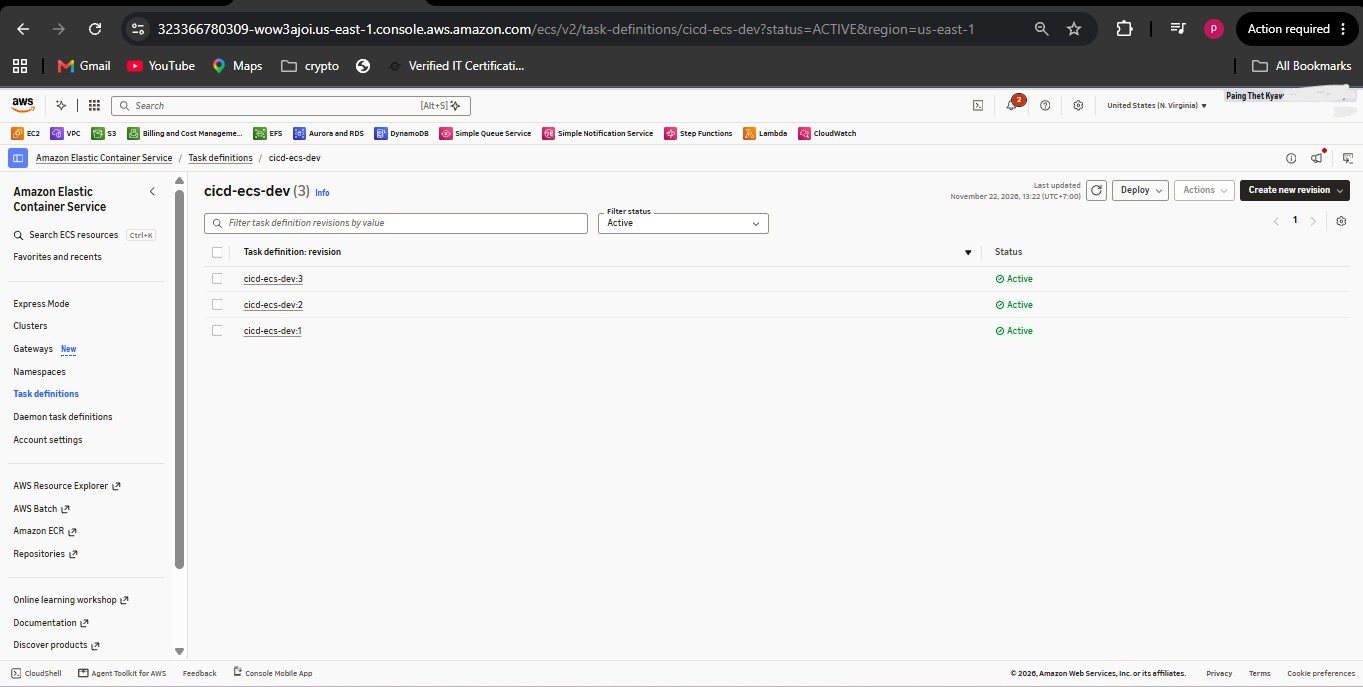 323366780309-wow3ajoi.us-east-1.console.aws.amazon.com/ecs/v2/task-definitions/cicd-ecs-dev?status=ACTIVE&region=us-east-1
P
Action required
Gmail
YouTube
Maps
crypto
Verified IT Certificati...
All Bookmarks
aws
Search
[Alt+S]
2
United States (N. Virginia)
Paing Thet Kyaw
EC2
VPC
S3
Billing and Cost Manageme...
EFS
Aurora and RDS
DynamoDB
Simple Queue Service
Simple Notification Service
Step Functions
Lambda
CloudWatch
Amazon Elastic Container Service / Task definitions / cicd-ecs-dev
Amazon Elastic
Container Service
Search ECS resources Ctrl+K
Favorites and recents
Express Mode
Clusters
Gateways New
Namespaces
Task definitions
Daemon task definitions
Account settings
AWS Resource Explorer
AWS Batch
Amazon ECR
Repositories
Online learning workshop
Documentation
Discover products
cicd-ecs-dev (3) Info
Last updated
November 22, 2026, 13:22 (UTC+7:00)
Deploy
Actions
Create new revision
Filter task definition revisions by value
Filter status
Active
1
Task definition: revision
Status
cicd-ecs-dev:3 Active
cicd-ecs-dev:2 Active
cicd-ecs-dev:1 Active
CloudShell
Agent Toolkit for AWS
Feedback
Console Mobile App
© 2026, Amazon Web Services, Inc. or its affiliates.
Privacy
Terms
Cookie preferences